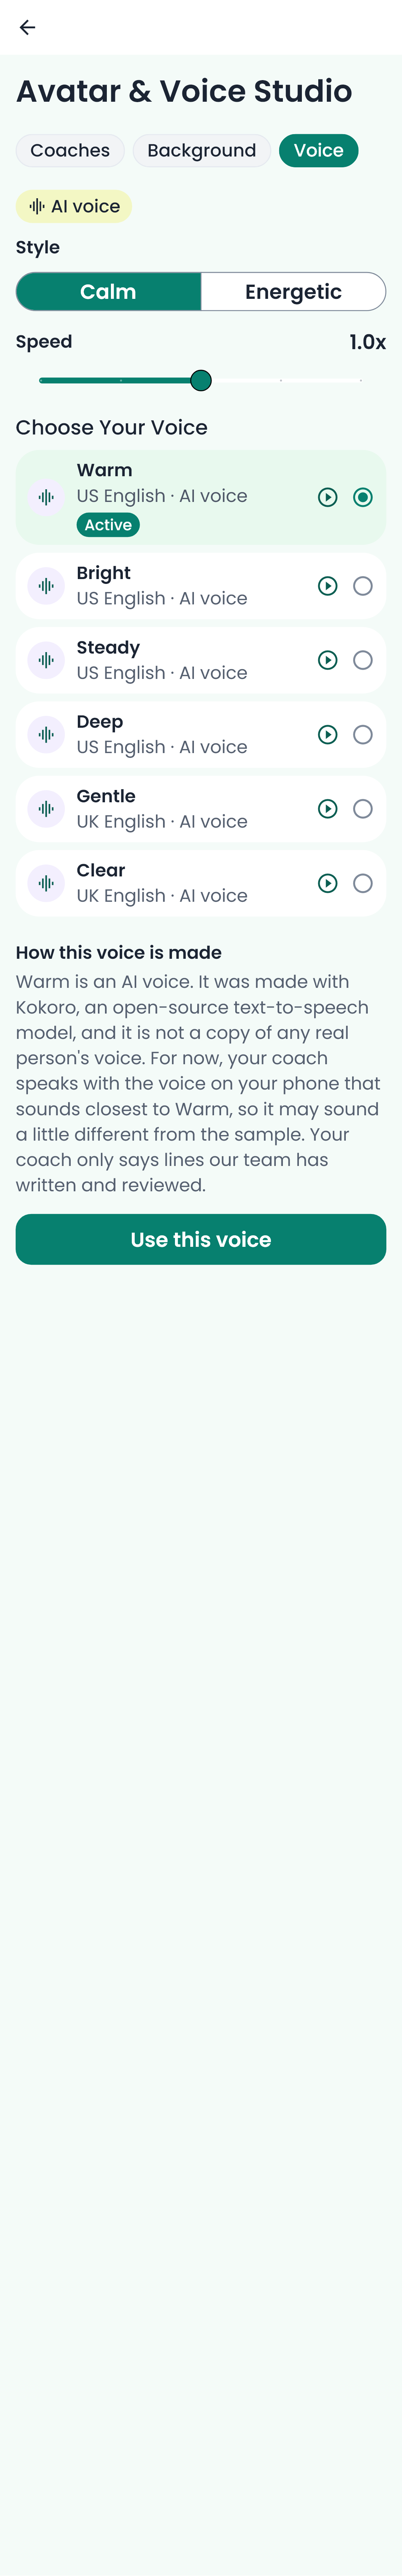 Avatar & Voice Studio
Coaches
Background
Voice
AI voice
Style
Calm
Energetic
Speed
1.0x
Choose Your Voice
Warm
US English · AI voice
Active
Bright
US English · AI voice
Steady
US English · AI voice
Deep
US English · AI voice
Gentle
UK English · AI voice
Clear
UK English · AI voice
How this voice is made
Warm is an AI voice. It was made with
Kokoro, an open-source text-to-speech
model, and it is not a copy of any real
person's voice. For now, your coach
speaks with the voice on your phone that
sounds closest to Warm, so it may sound
a little different from the sample. Your
coach only says lines our team has
written and reviewed.
Use this voice